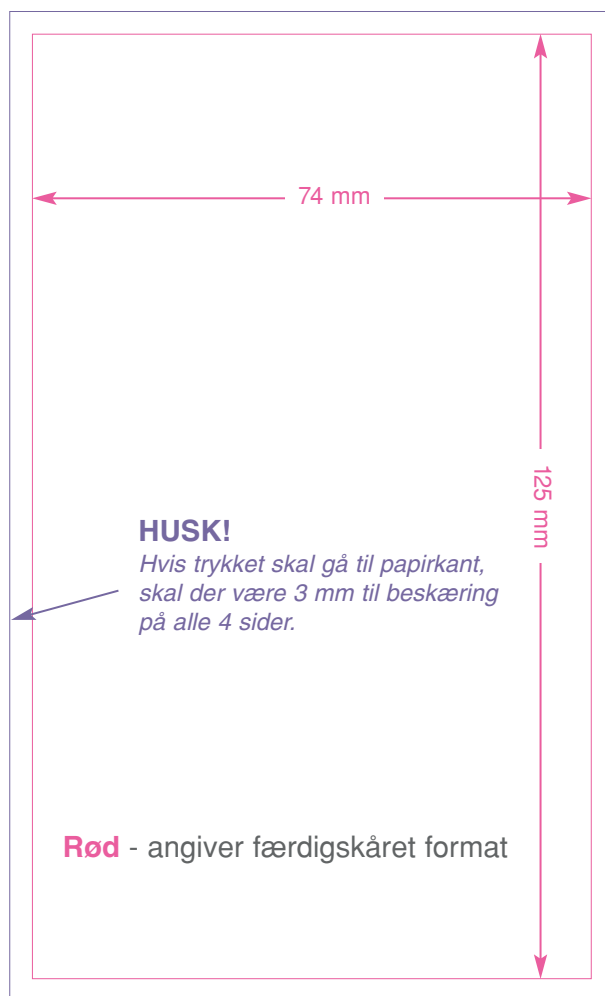 74 mm
125 mm
HUSK!
Hvis trykket skal gå til papirkant,
skal der være 3 mm til beskæring
på alle 4 sider.
Rød - angiver færdigskåret format